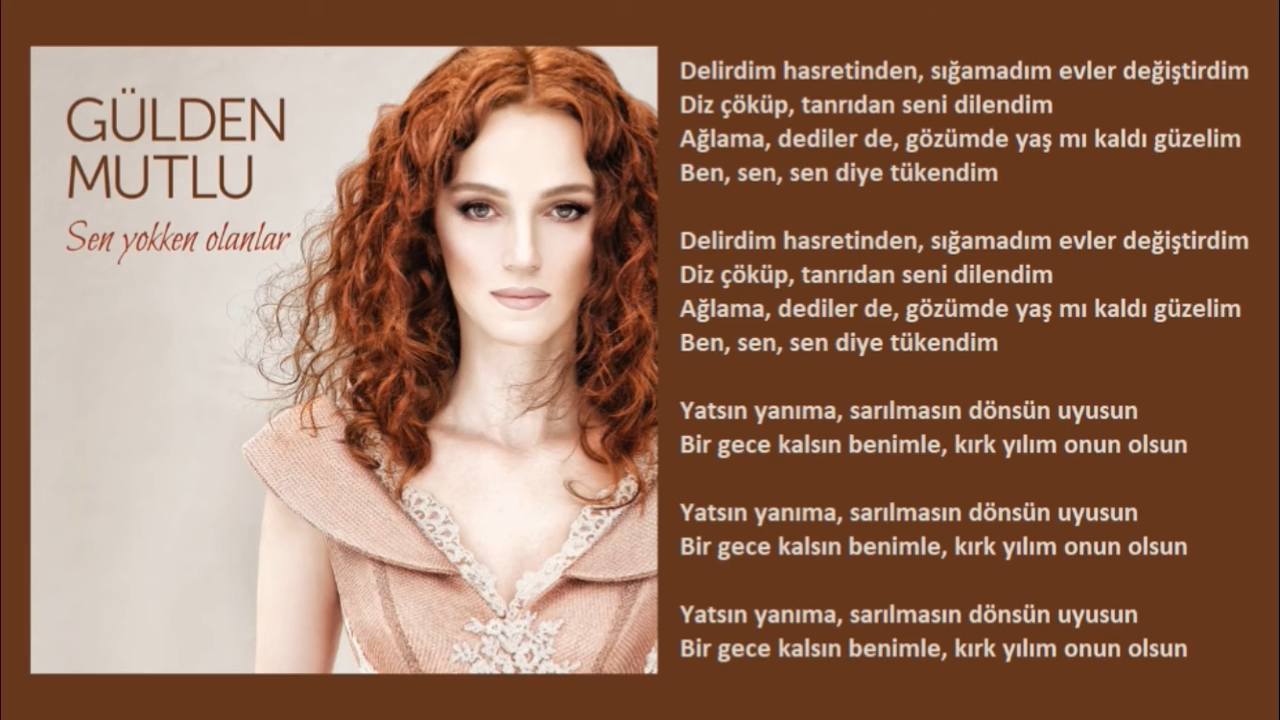 GÜLDEN
MUTLU
Sen yokken olanlar
Delirdim hasretinden, sığamadım evler değiştirdim
Diz çöküp, tanrıdan seni dilendim
Ağlama, dediler de, gözümde yaş mı kaldı güzelim
Ben, sen, sen diye tükendim
Delirdim hasretinden, sığamadım evler değiştirdim
Diz çöküp, tanrıdan seni dilendim
Ağlama, dediler de, gözümde yaş mı kaldı güzelim
Ben, sen, sen diye tükendim
Yatsın yanıma, sarılmasın dönsün uyusun
Bir gece kalsın benimle, kırk yılım onun olsun
Yatsın yanıma, sarılmasın dönsün uyusun
Bir gece kalsın benimle, kırk yılım onun olsun
Yatsın yanıma, sarılmasın dönsün uyusun
Bir gece kalsın benimle, kırk yılım onun olsun